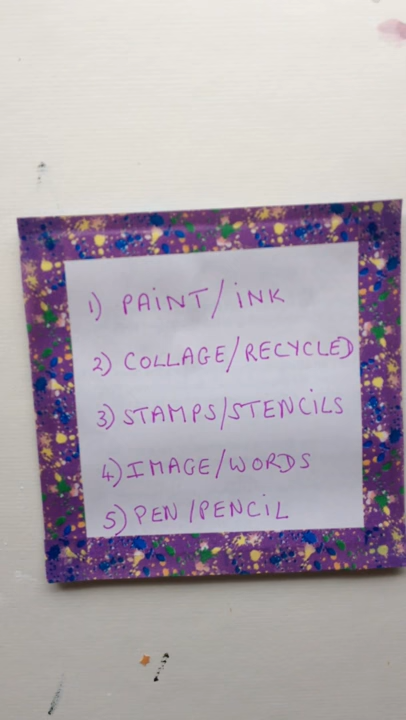 1) PAiNT/iNK
2) COLLAGE/RECYCLED
3) STAMPS/STENCiLS
4) IMAGE/WORDS
5) PEN/PENCiL